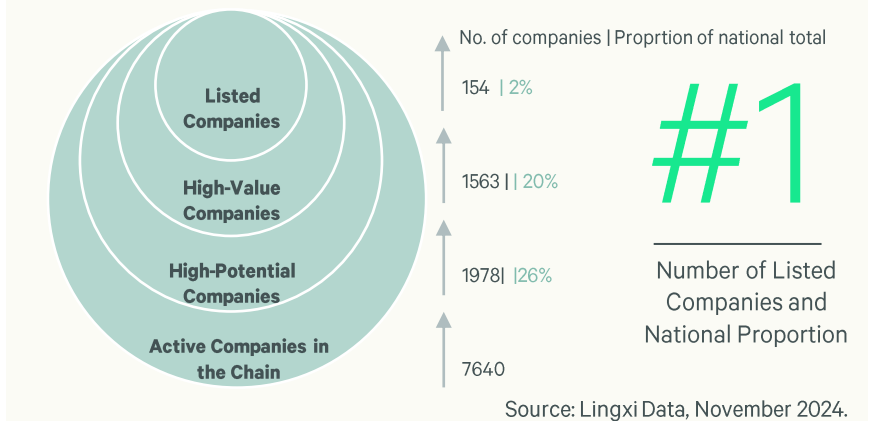 No. of companies | Proprtion of national total
Listed
Companies
154 | 2%
High-Value
Companies
1563 | | 20%
High-Potential
Companies
1978| |26%
Active Companies in
the Chain
7640
#1
Number of Listed
Companies and
National Proportion
Source: Lingxi Data, November 2024.